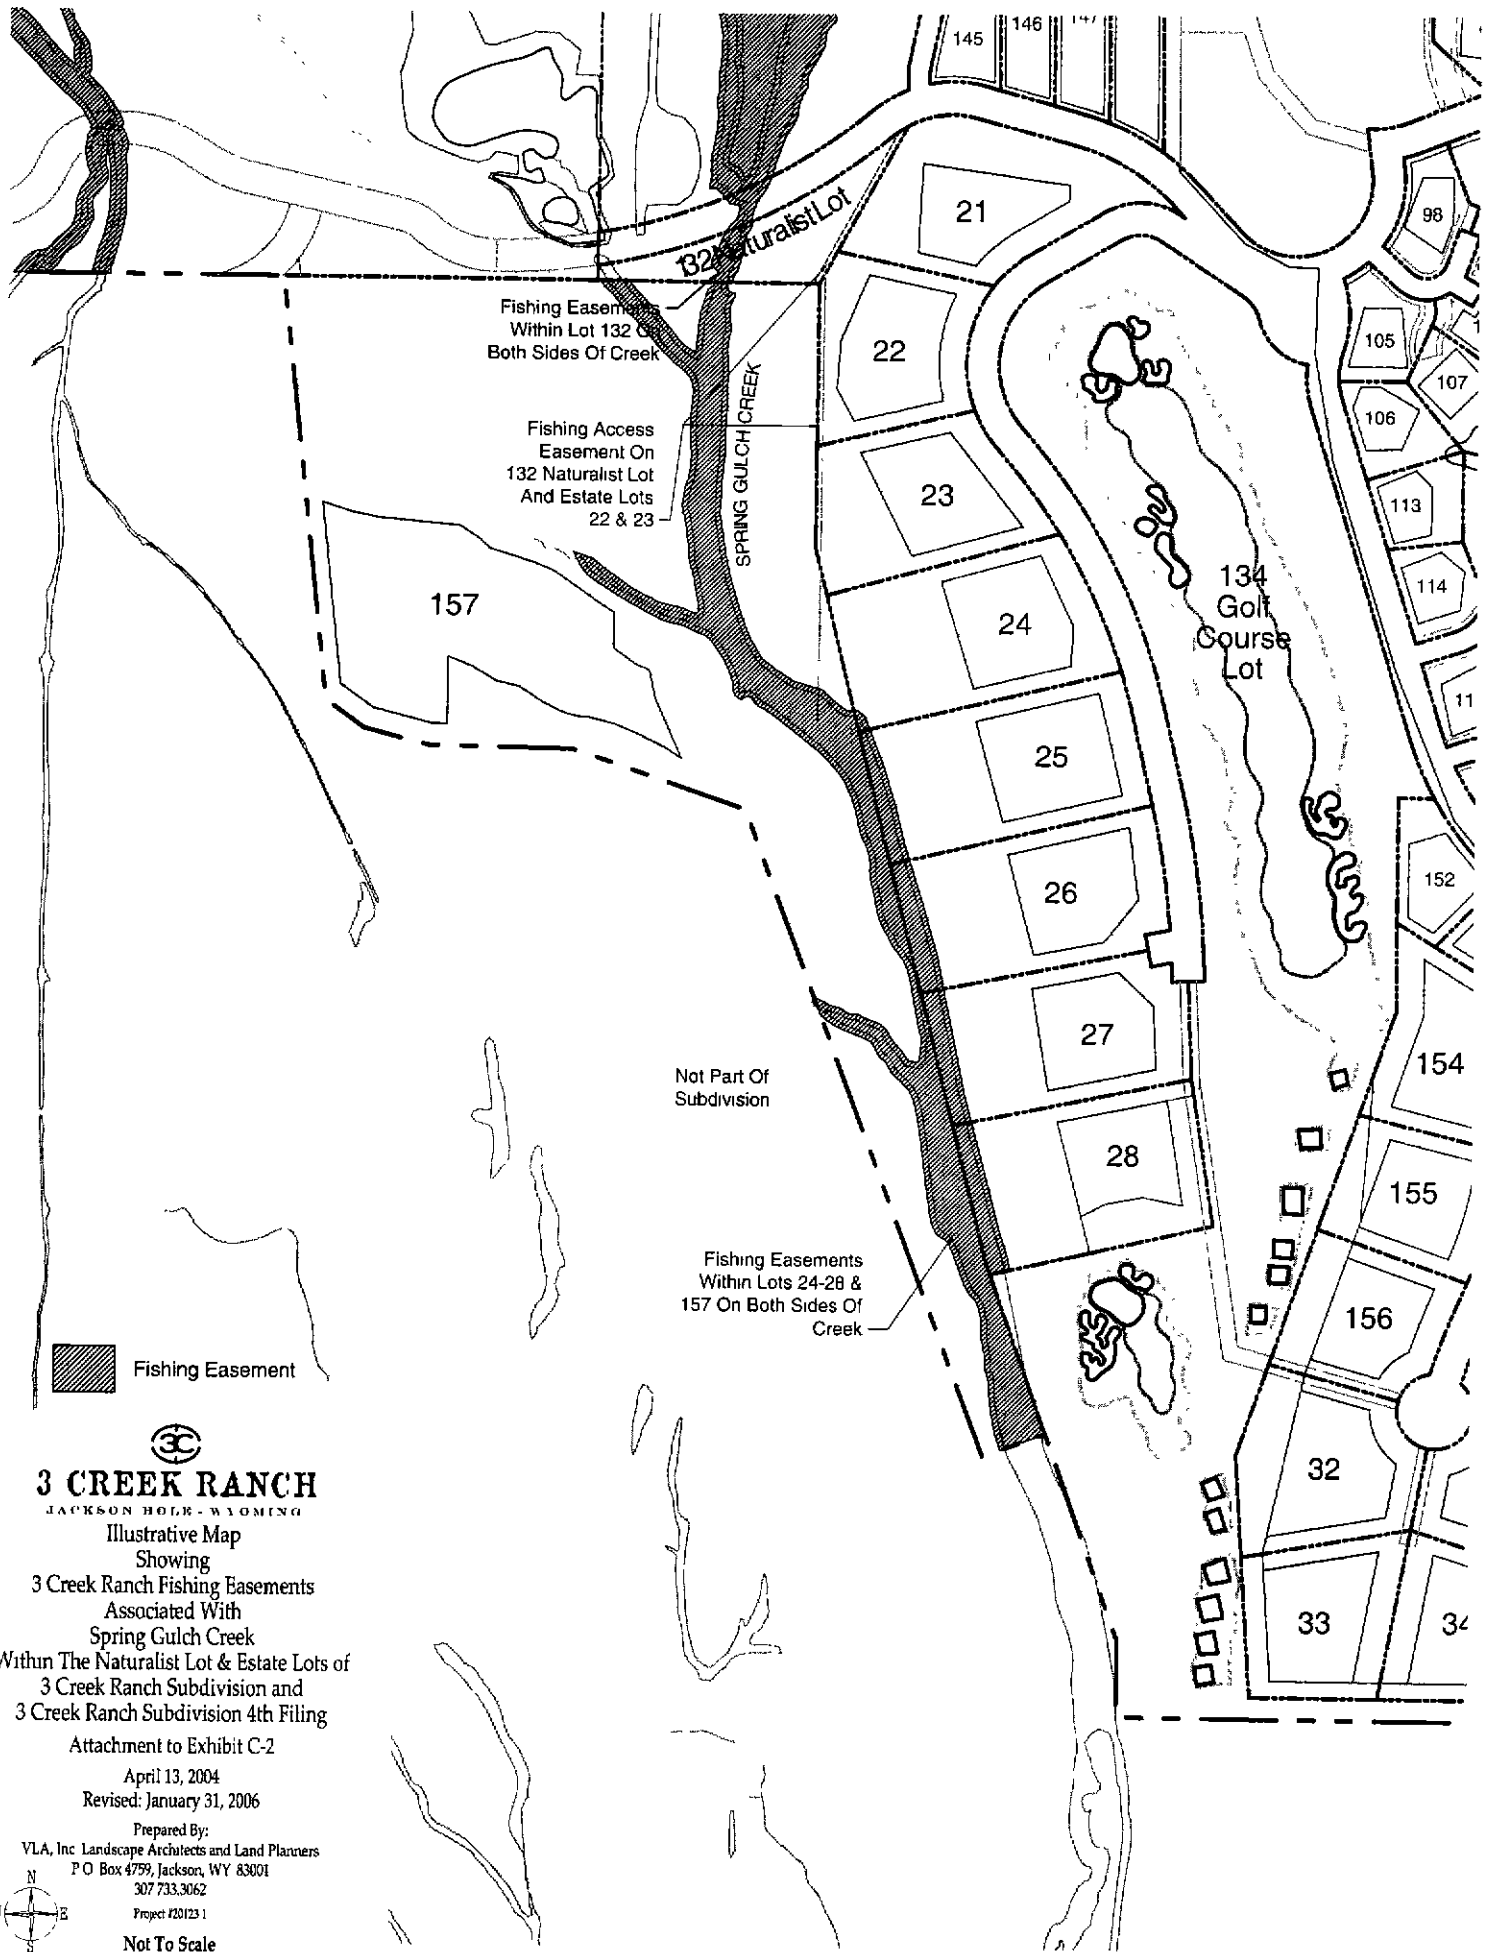 145
146
147
132 Naturalist Lot
21
98
Fishing Easements
Within Lot 132 On
Both Sides Of Creek
22
105
107
106
SPRING GULCH CREEK
Fishing Access
Easement On
132 Naturalist Lot
And Estate Lots
22 & 23
23
113
114
134
Golf
Course
Lot
157
24
11
25
26
152
27
154
Not Part Of
Subdivision
28
155
Fishing Easements
Within Lots 24-28 &
157 On Both Sides Of
Creek
156
Fishing Easement
32
33
34
3C
3 CREEK RANCH
JACKSON HOLE - WYOMING
Illustrative Map
Showing
3 Creek Ranch Fishing Easements
Associated With
Spring Gulch Creek
Within The Naturalist Lot & Estate Lots of
3 Creek Ranch Subdivision and
3 Creek Ranch Subdivision 4th Filing
Attachment to Exhibit C-2
April 13, 2004
Revised: January 31, 2006
Prepared By:
VLA, Inc Landscape Architects and Land Planners
P O Box 4759, Jackson, WY 83001
307 733.3062
Project #20123 1
N
E
S
Not To Scale